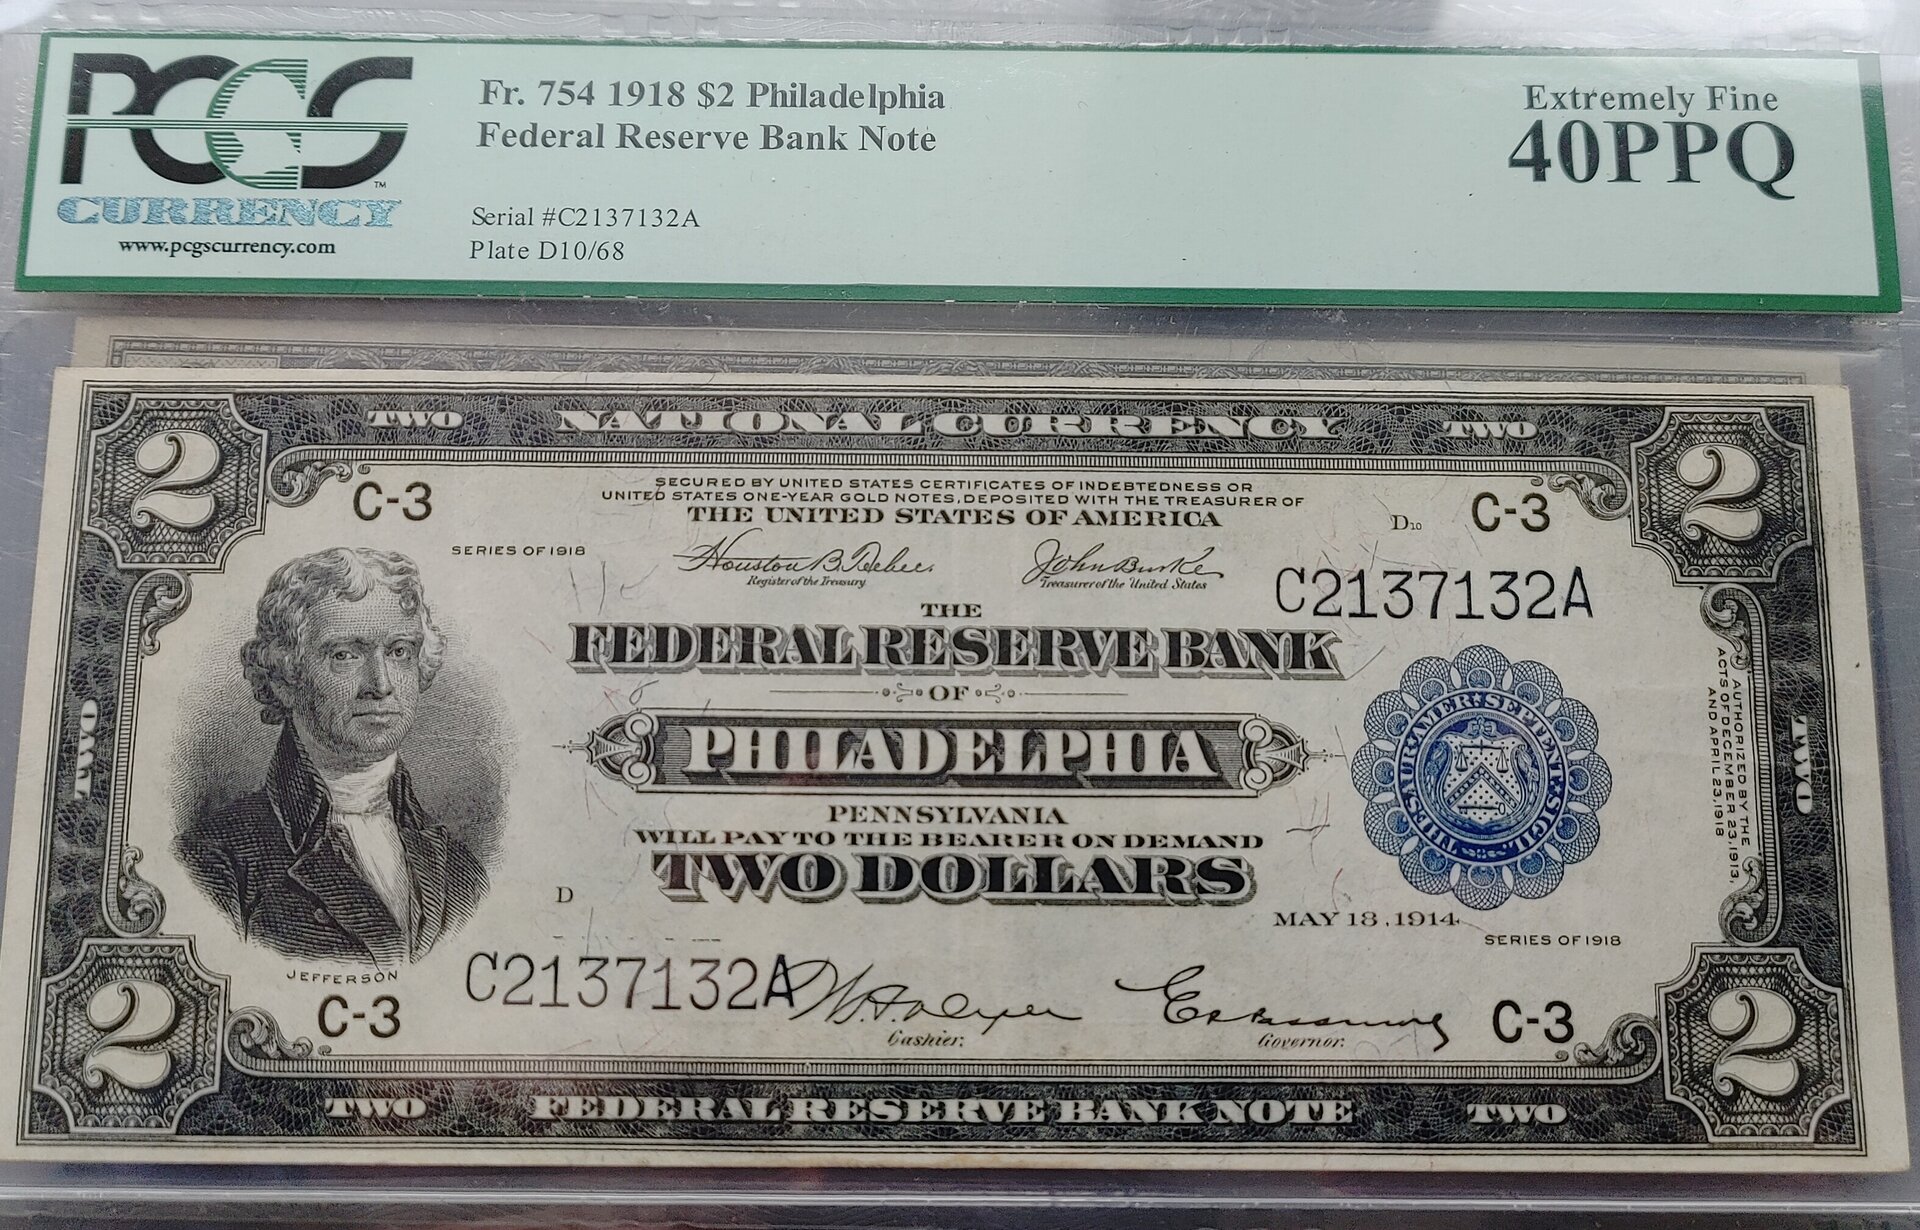 PCGS™
CURRENCY
www.pcgscurrency.com
Fr. 754 1918 $2 Philadelphia
Federal Reserve Bank Note
Serial #C2137132A
Plate D10/68
Extremely Fine
40PPQ
2 TWO NATIONAL CURRENCY TWO 2
SECURED BY UNITED STATES CERTIFICATES OF INDEBTEDNESS OR
UNITED STATES ONE-YEAR GOLD NOTES, DEPOSITED WITH THE TREASURER OF
THE UNITED STATES OF AMERICA
C-3
D10 C-3
SERIES OF 1918
Houston B. Teehee.
Register of the Treasury
John Burke
Treasurer of the United States
C2137132A
THE
FEDERAL RESERVE BANK
OF
PHILADELPHIA
PENNSYLVANIA
WILL PAY TO THE BEARER ON DEMAND
TWO DOLLARS
THESAUR·AMER·SEPTENT·SIGIL·
AUTHORIZED BY THE
ACTS OF DECEMBER 23, 1913,
AND APRIL 23, 1918
TWO
TWO
D
MAY 18, 1914
SERIES OF 1918
JEFFERSON
C-3
C2137132A
Cashier.
Governor.
C-3
2 TWO FEDERAL RESERVE BANK NOTE TWO 2